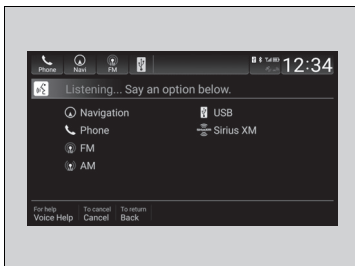 Phone Navi FM 12:34
Listening... Say an option below.
Navigation USB
Phone Sirius XM
FM
AM
For help To cancel To return
Voice Help Cancel Back